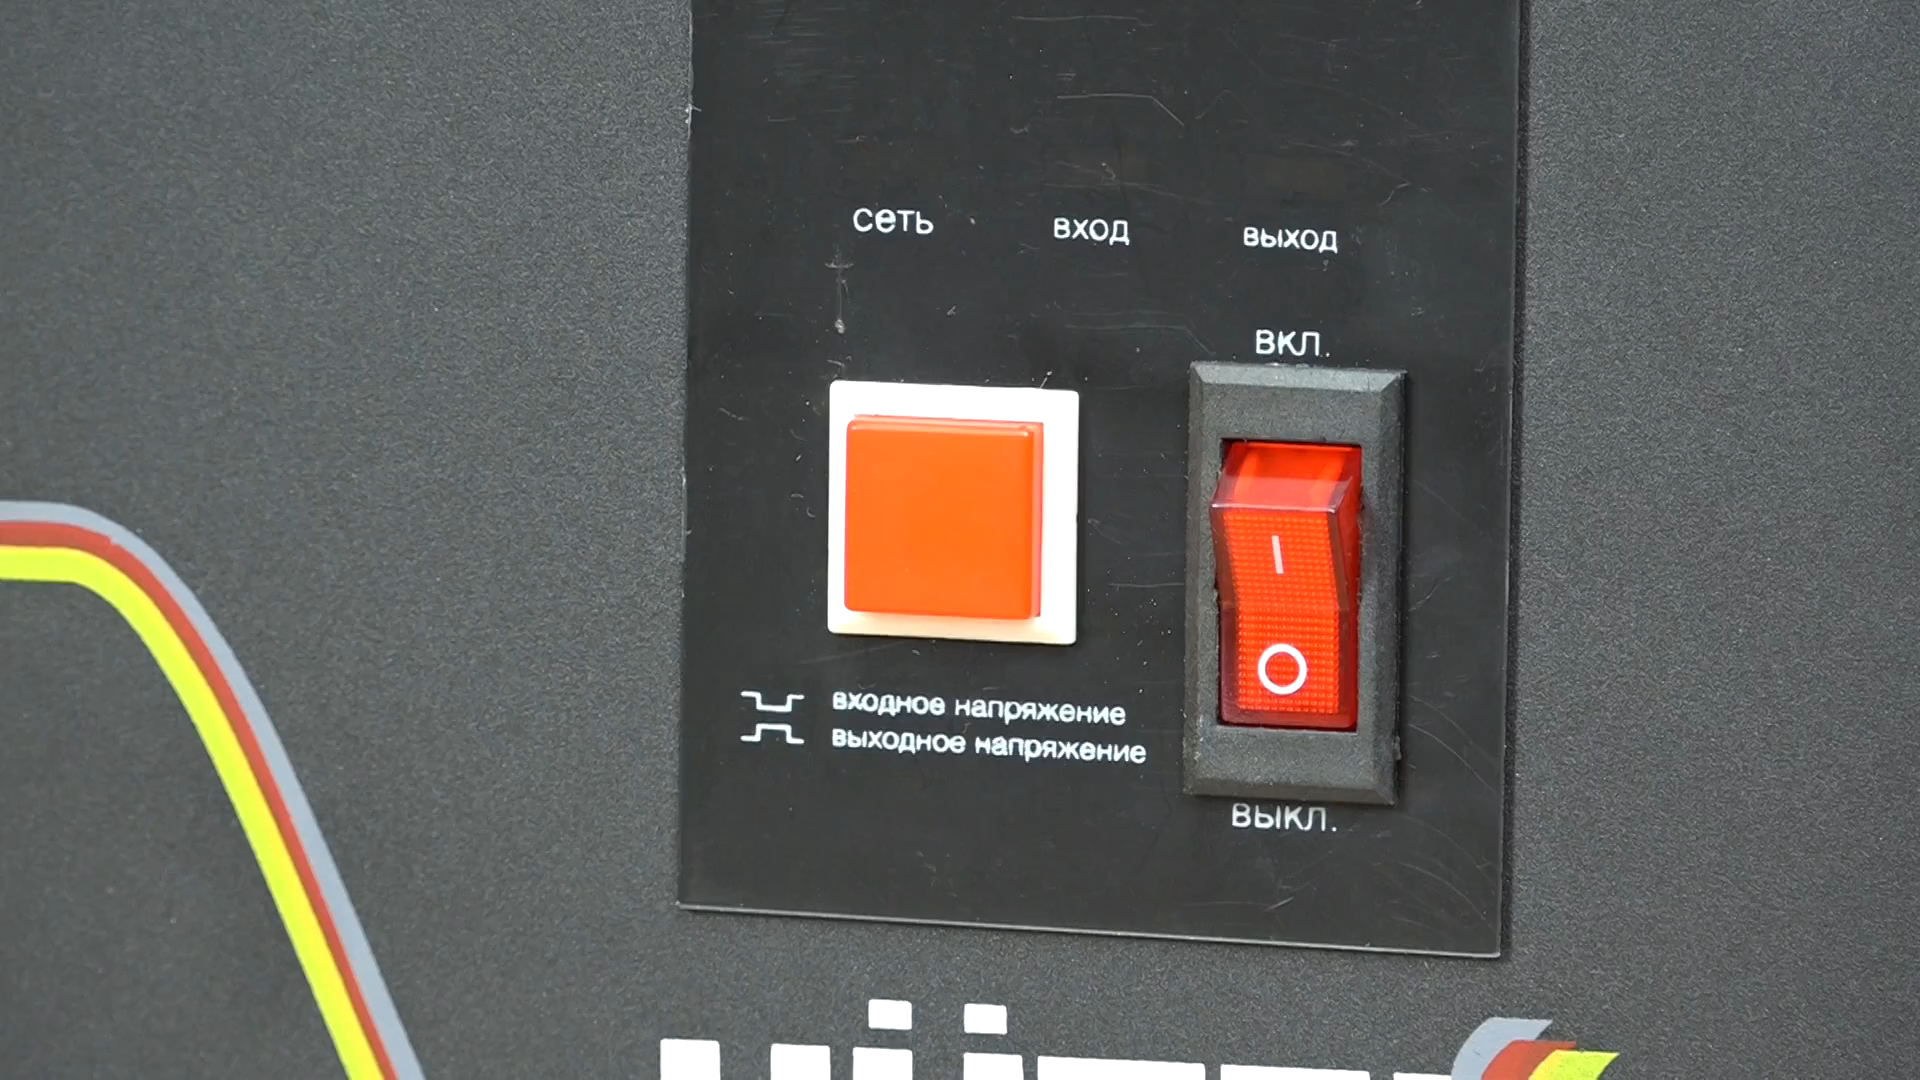 сеть вход выход
ВКЛ.
I
O
входное напряжение
выходное напряжение
ВЫКЛ.